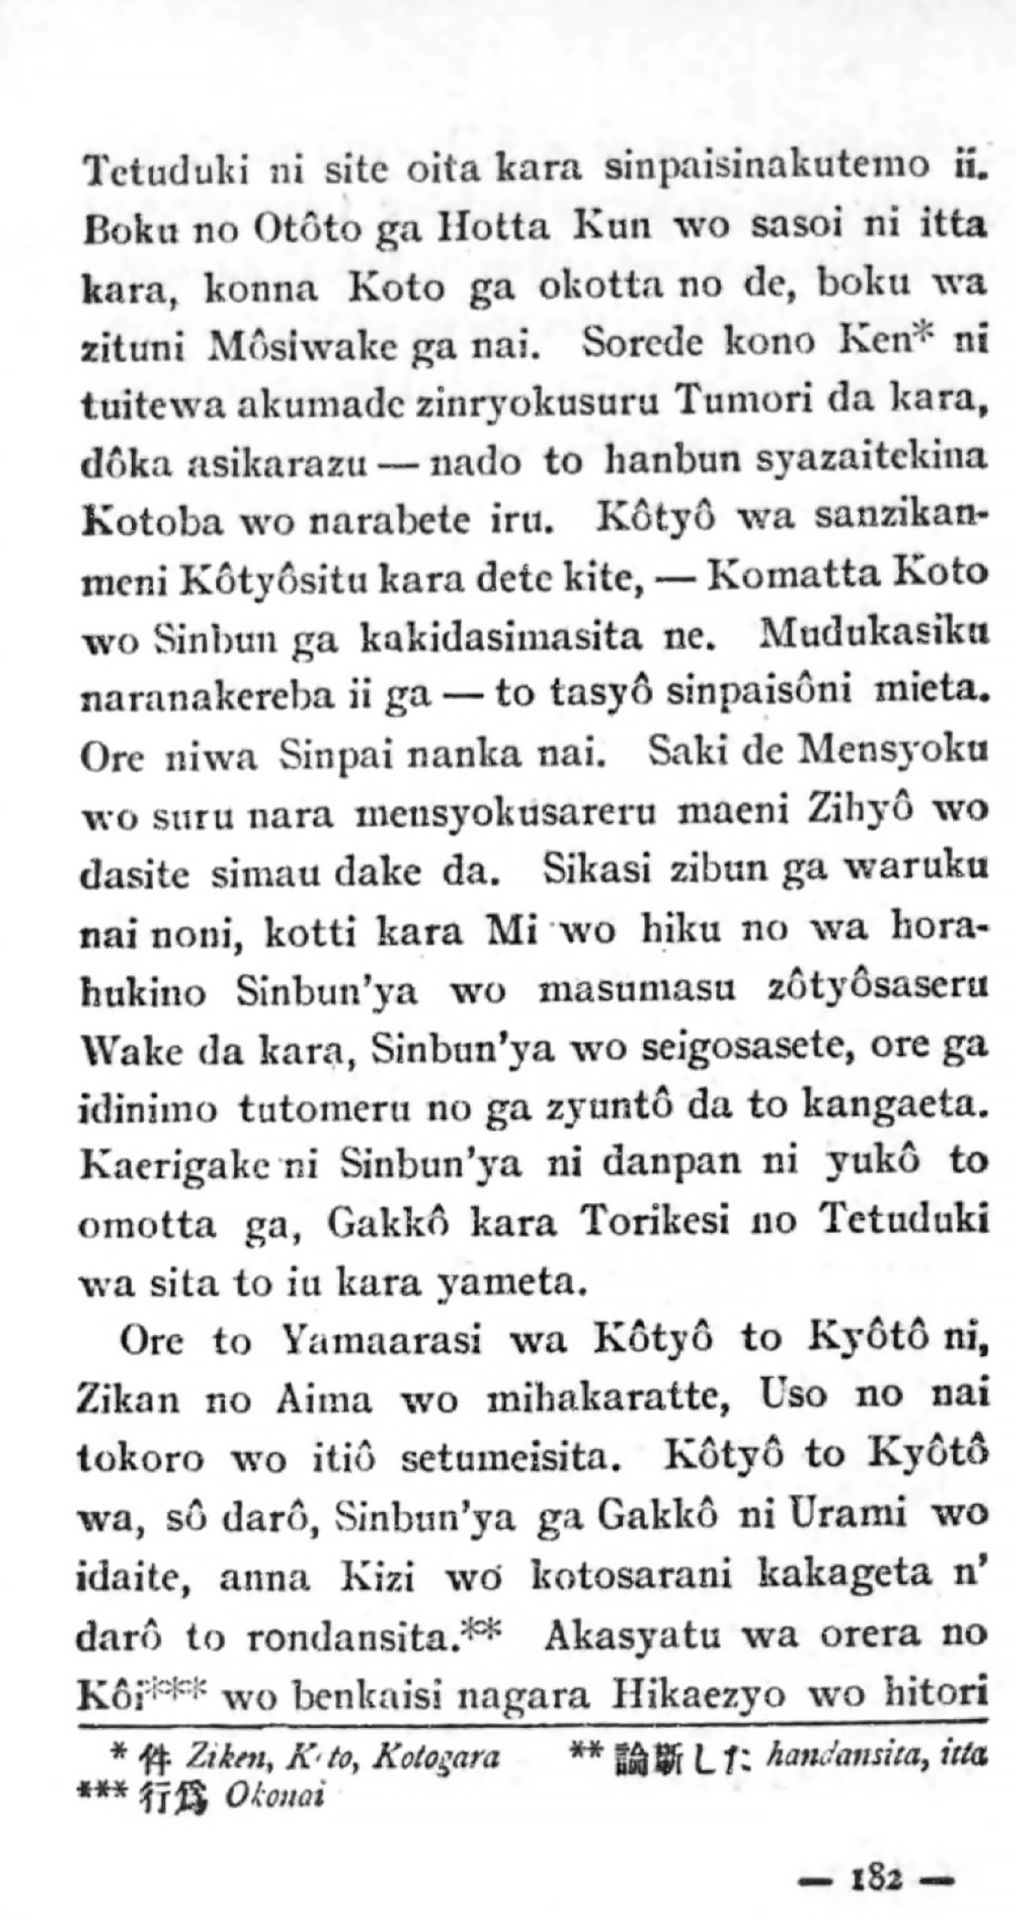 Tetuduki ni site oita kara sinpaisinakutemo ii.
Boku no Otôto ga Hotta Kun wo sasoi ni itta
kara, konna Koto ga okotta no de, boku wa
zituni Môsiwake ga nai. Sorede kono Ken* ni
tuitewa akumade zinryokusuru Tumori da kara,
dôka asikarazu — nado to hanbun syazaitekina
Kotoba wo narabete iru. Kôtyô wa sanzikan-
meni Kôtyôsitu kara dete kite, — Komatta Koto
wo Sinbun ga kakidasimasita ne. Mudukasiku
naranakereba ii ga — to tasyô sinpaisôni mieta.
Ore niwa Sinpai nanka nai. Saki de Mensyoku
wo suru nara mensyokusareru maeni Zihyô wo
dasite simau dake da. Sikasi zibun ga waruku
nai noni, kotti kara Mi wo hiku no wa hora-
hukino Sinbun'ya wo masumasu zôtyôsaseru
Wake da kara, Sinbun'ya wo seigosasete, ore ga
idinimo tutomeru no ga zyuntô da to kangaeta.
Kaerigake ni Sinbun'ya ni danpan ni yukô to
omotta ga, Gakkô kara Torikesi no Tetuduki
wa sita to iu kara yameta.
Ore to Yamaarasi wa Kôtyô to Kyôtô ni,
Zikan no Aima wo mihakaratte, Uso no nai
tokoro wo itiô setumeisita. Kôtyô to Kyôtô
wa, sô darô, Sinbun'ya ga Gakkô ni Urami wo
idaite, anna Kizi wo kotosarani kakageta n'
darô to rondansita.** Akasyatu wa orera no
Kôi*** wo benkaisi nagara Hikaezyo wo hitori
* 件 Ziken, Koto, Kotogara ** 論斷した handansita, itta
*** 行爲 Okonai
— 182 —